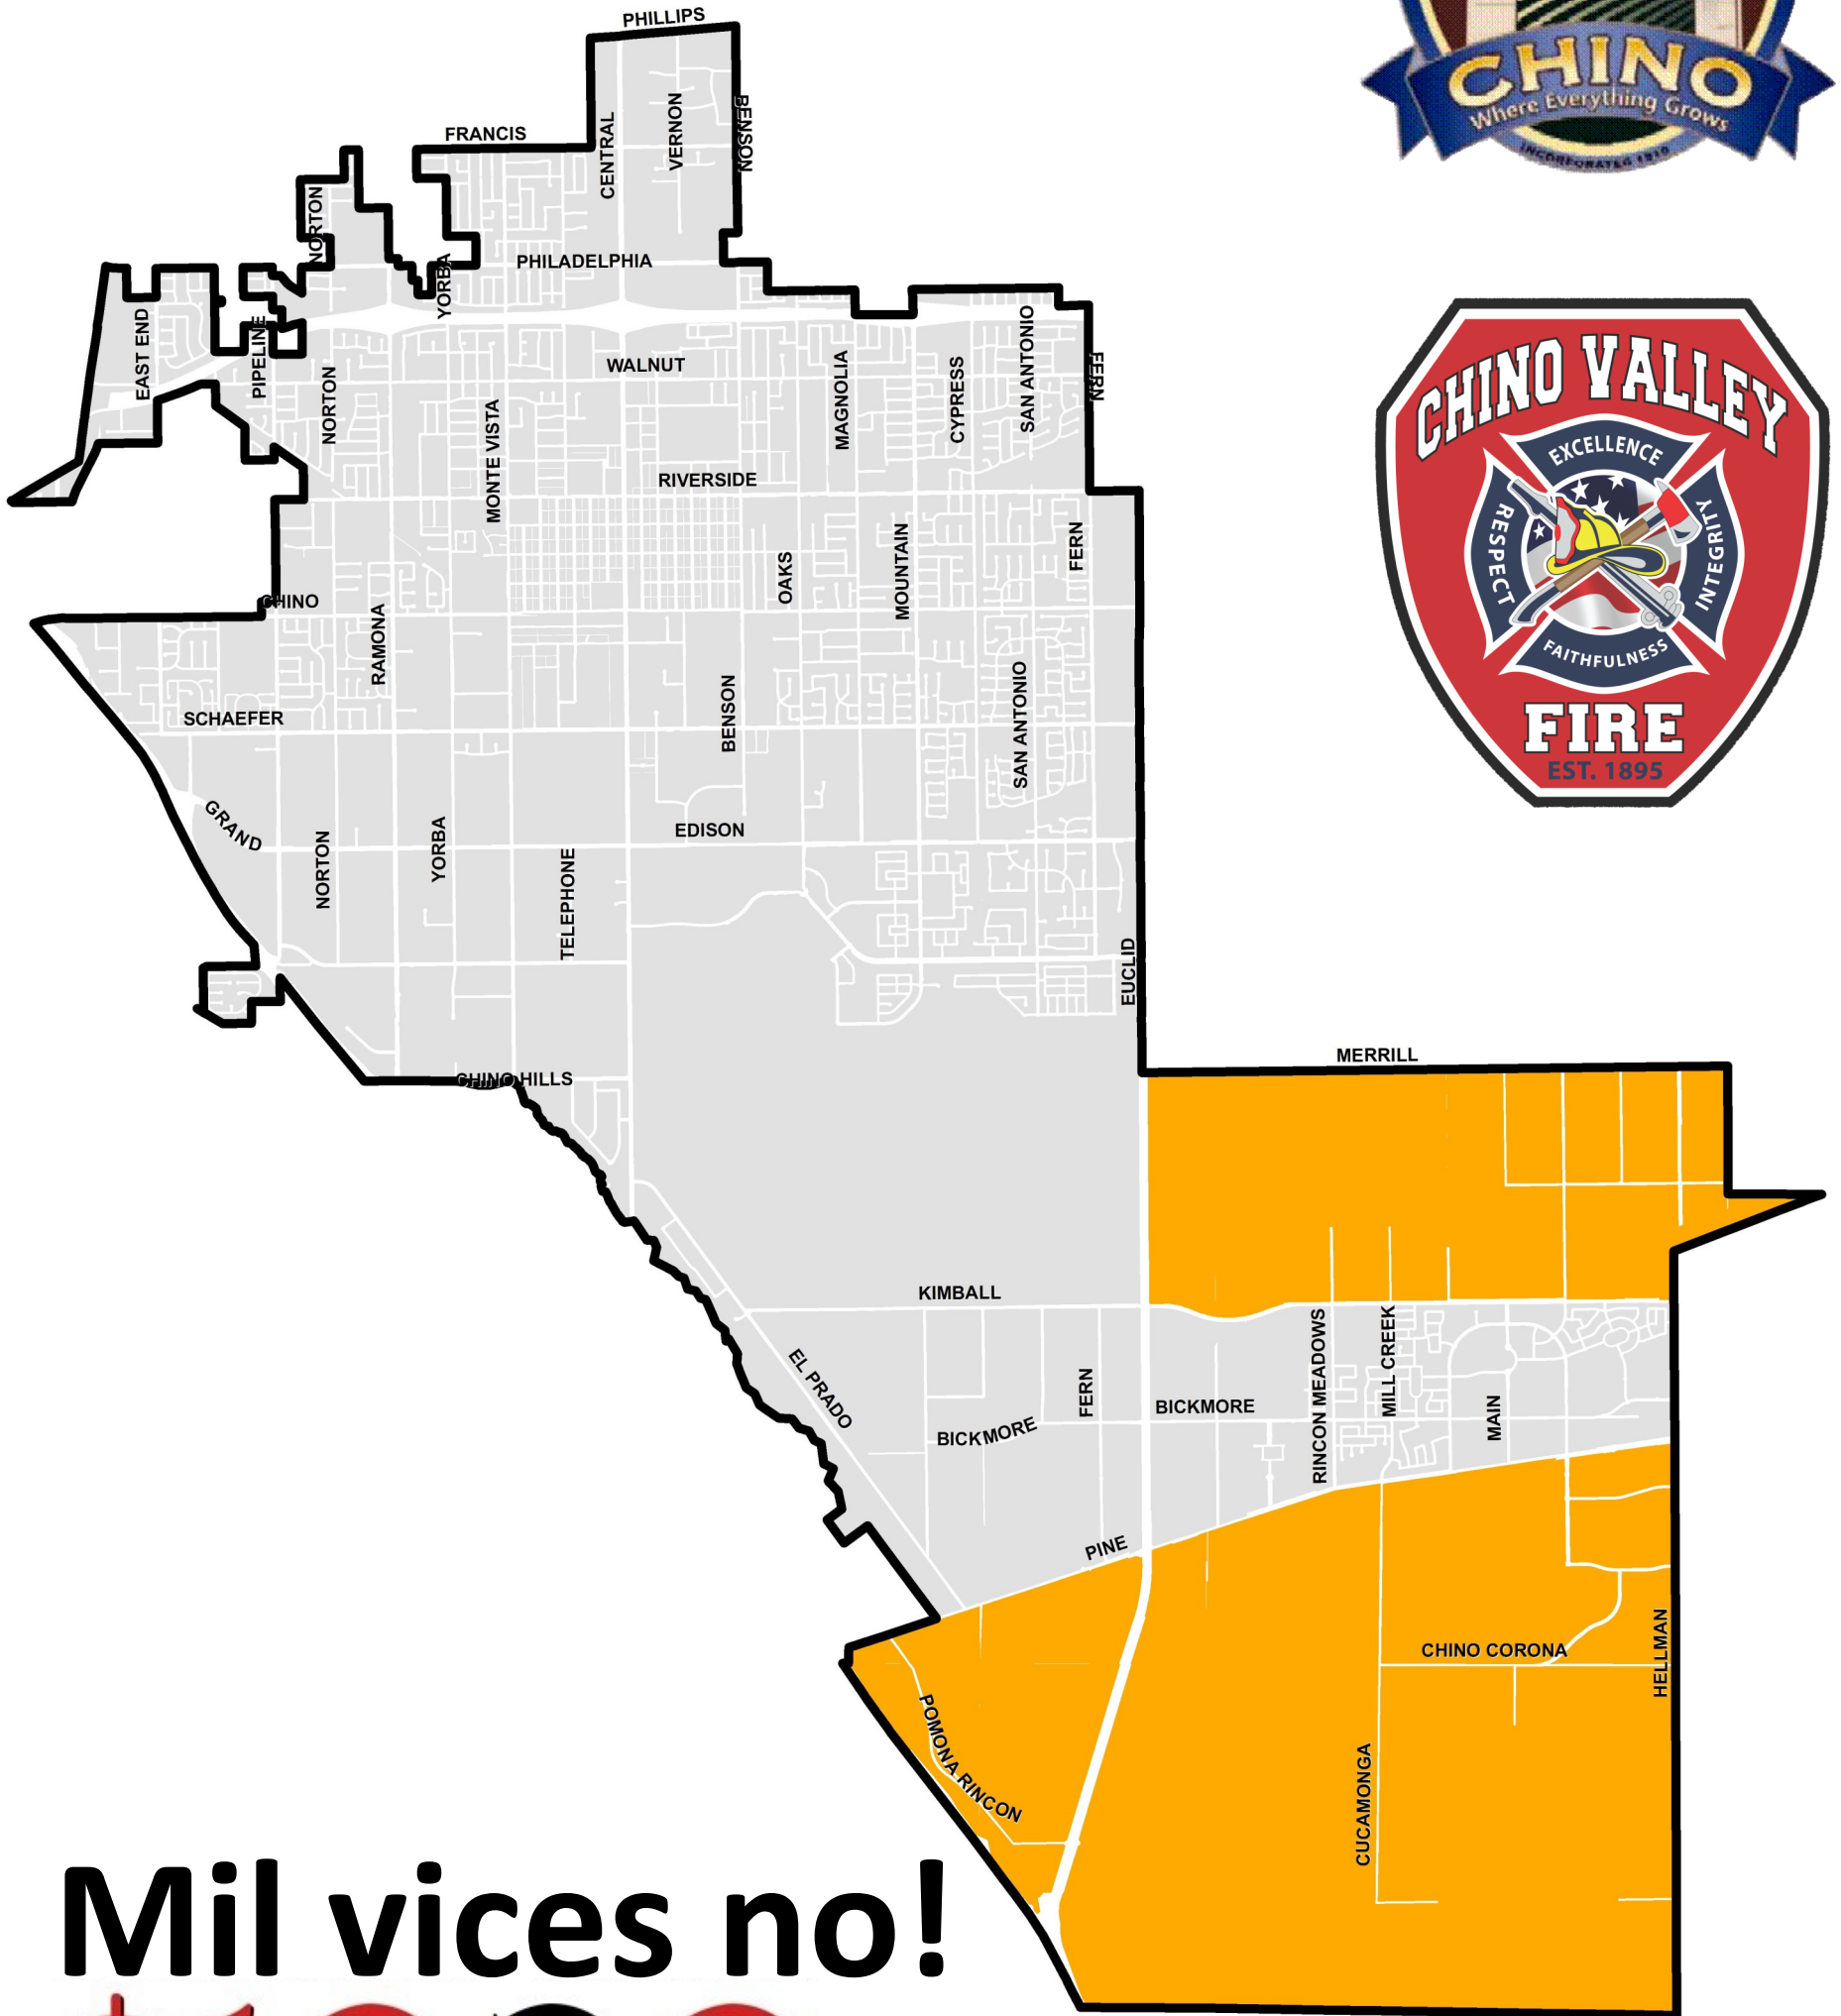 PHILLIPS
CHINO
Where Everything Grows
INCORPORATED 1910
FRANCIS
CENTRAL
VERNON
BENSON
NORTON
YORBA
PHILADELPHIA
EAST END
PIPELINE
NORTON
WALNUT
MONTE VISTA
MAGNOLIA
CYPRESS
SAN ANTONIO
FERN
CHINO VALLEY
EXCELLENCE
RESPECT
INTEGRITY
FAITHFULNESS
FIRE
EST. 1895
RIVERSIDE
OAKS
MOUNTAIN
FERN
CHINO
RAMONA
SCHAEFER
BENSON
SAN ANTONIO
GRAND
NORTON
YORBA
TELEPHONE
EDISON
EUCLID
CHINO HILLS
MERRILL
KIMBALL
EL PRADO
BICKMORE
FERN
BICKMORE
RINCON MEADOWS
MILL CREEK
MAIN
PINE
POMONA RINCON
CHINO CORONA
HELLMAN
CUCAMONGA
Mil vices no!